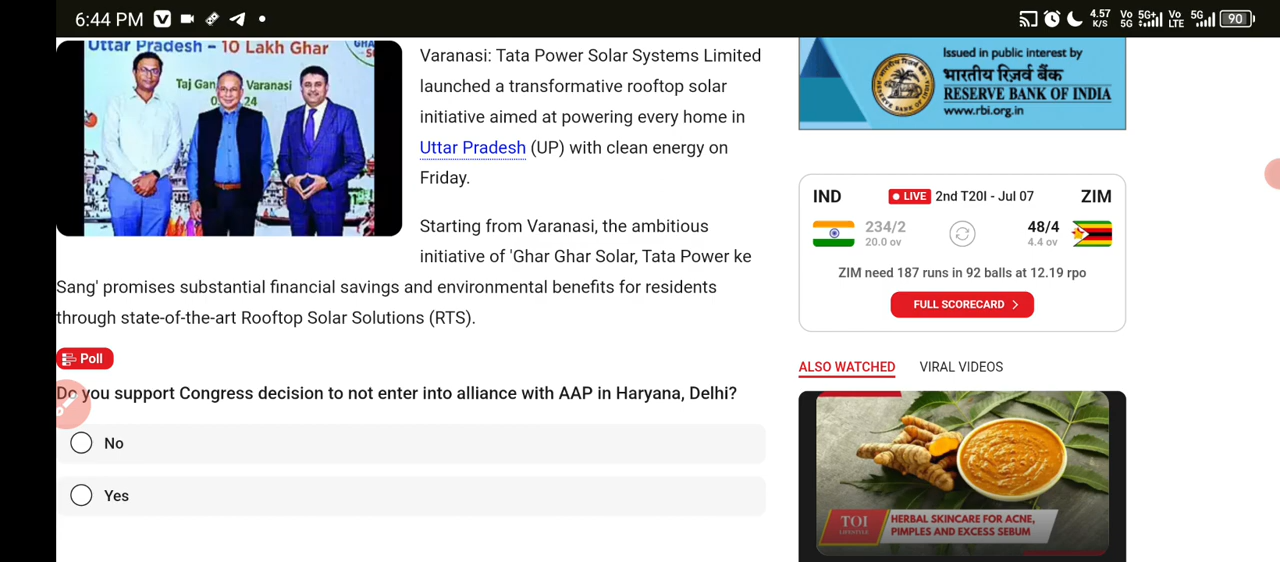 6:44 PM
4.57
K/S
Vo
5G
5G+
Vo
LTE
5G
90
Uttar Pradesh – 10 Lakh Ghar
Varanasi
Varanasi: Tata Power Solar Systems Limited
launched a transformative rooftop solar
initiative aimed at powering every home in
Uttar Pradesh (UP) with clean energy on
Friday.
Starting from Varanasi, the ambitious
initiative of 'Ghar Ghar Solar, Tata Power ke
Sang' promises substantial financial savings and environmental benefits for residents
through state-of-the-art Rooftop Solar Solutions (RTS).
Poll
Do you support Congress decision to not enter into alliance with AAP in Haryana, Delhi?
No
Yes
Issued in public interest by
भारतीय रिज़र्व बैंक
RESERVE BANK OF INDIA
www.rbi.org.in
IND
LIVE 2nd T20I - Jul 07
ZIM
234/2
20.0 ov
48/4
4.4 ov
ZIM need 187 runs in 92 balls at 12.19 rpo
FULL SCORECARD
ALSO WATCHED VIRAL VIDEOS
TOI
LIFESTYLE
HERBAL SKINCARE FOR ACNE,
PIMPLES AND EXCESS SEBUM